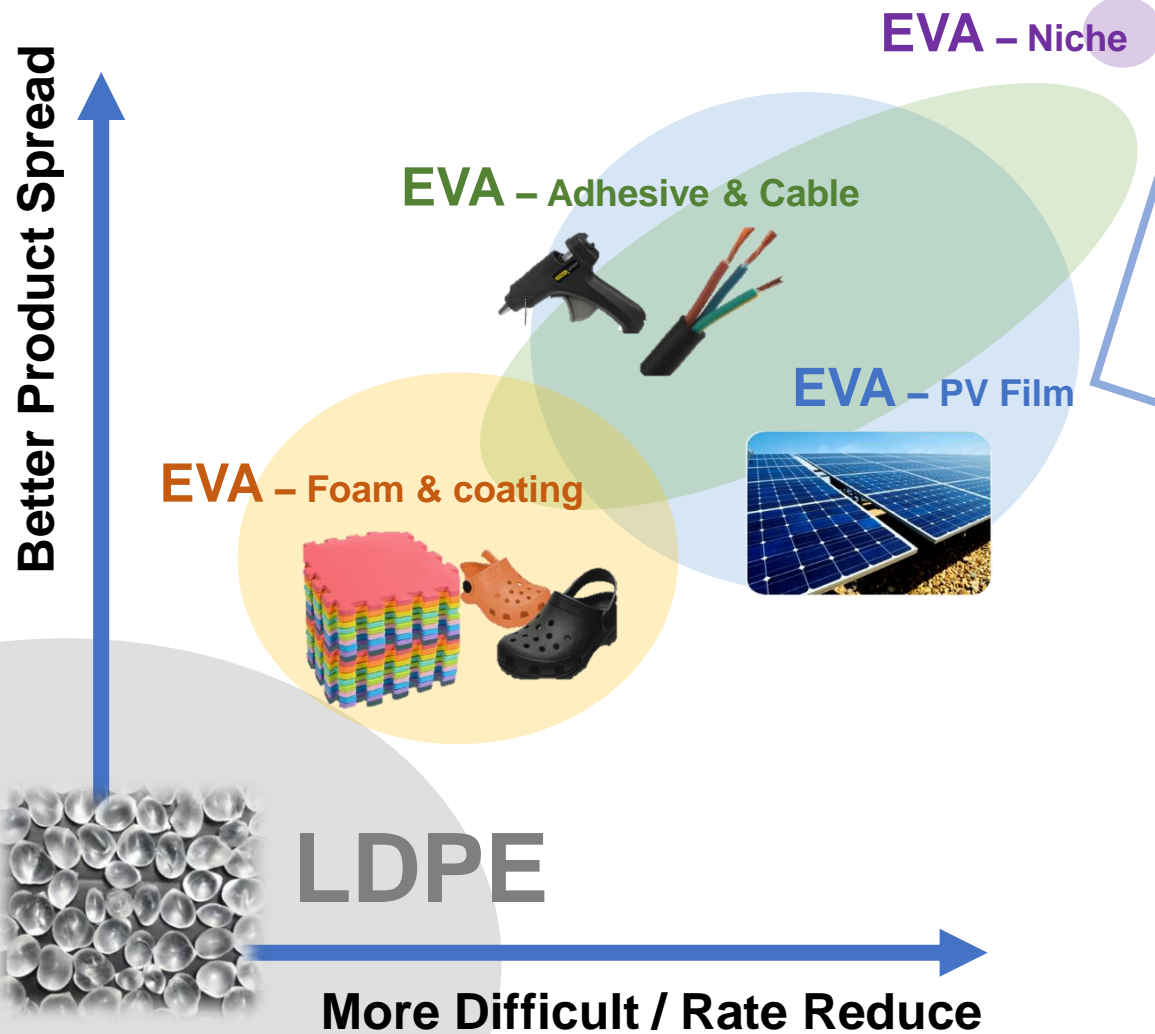 EVA – Niche
Better Product Spread
EVA – Adhesive & Cable
EVA – PV Film
EVA – Foam & coating
LDPE
More Difficult / Rate Reduce